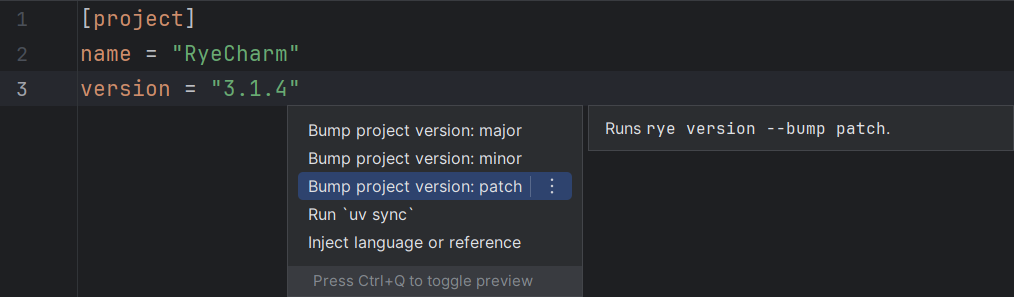 1 [project]
2 name = "RyeCharm"
3 version = "3.1.4"
Bump project version: major
Bump project version: minor
Bump project version: patch
Run `uv sync`
Inject language or reference
Press Ctrl+Q to toggle preview
Runs rye version --bump patch.